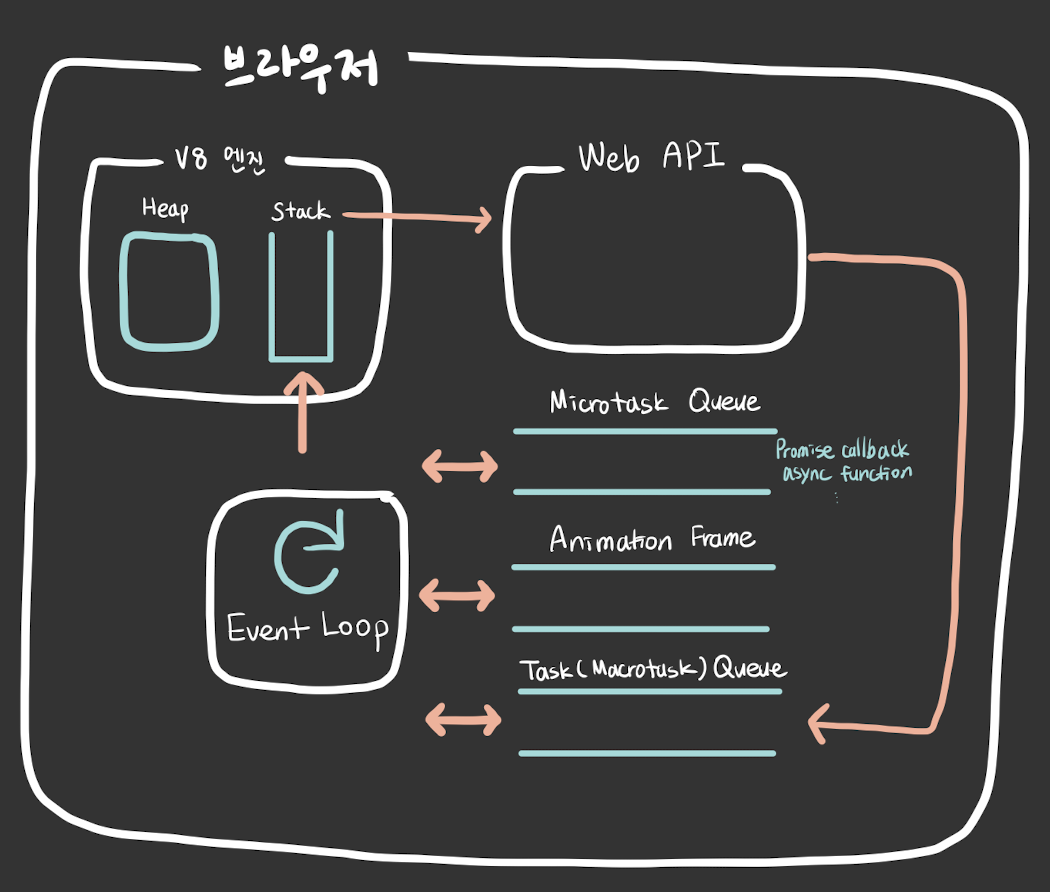 브라우저
V8 엔진
Heap
Stack
Web API
Microtask Queue
Promise callback
async function
⋮
Animation Frame
Event Loop
Task(Macrotask) Queue